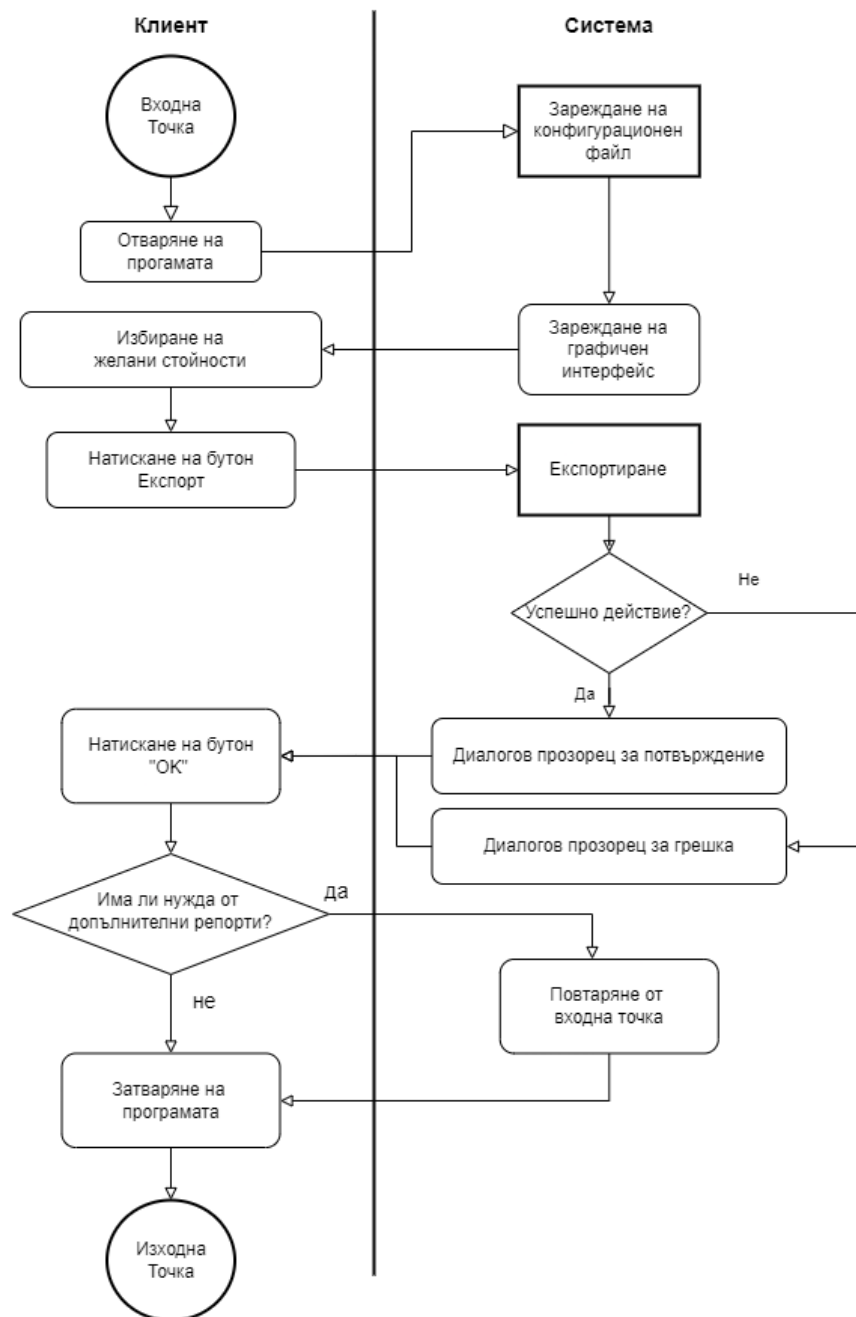 Клиент
Система
Входна
Точка
Зареждане на
конфигурационен
файл
Отваряне на
прогамата
Избиране на
желани стойности
Зареждане на
графичен
интерфейс
Натискане на бутон
Експорт
Експортиране
Успешно действие?
Не
Да
Натискане на бутон
"OK"
Диалогов прозорец за потвърждение
Диалогов прозорец за грешка
Има ли нужда от
допълнителни репорти?
да
не
Повтаряне от
входна точка
Затваряне на
програмата
Изходна
Точка